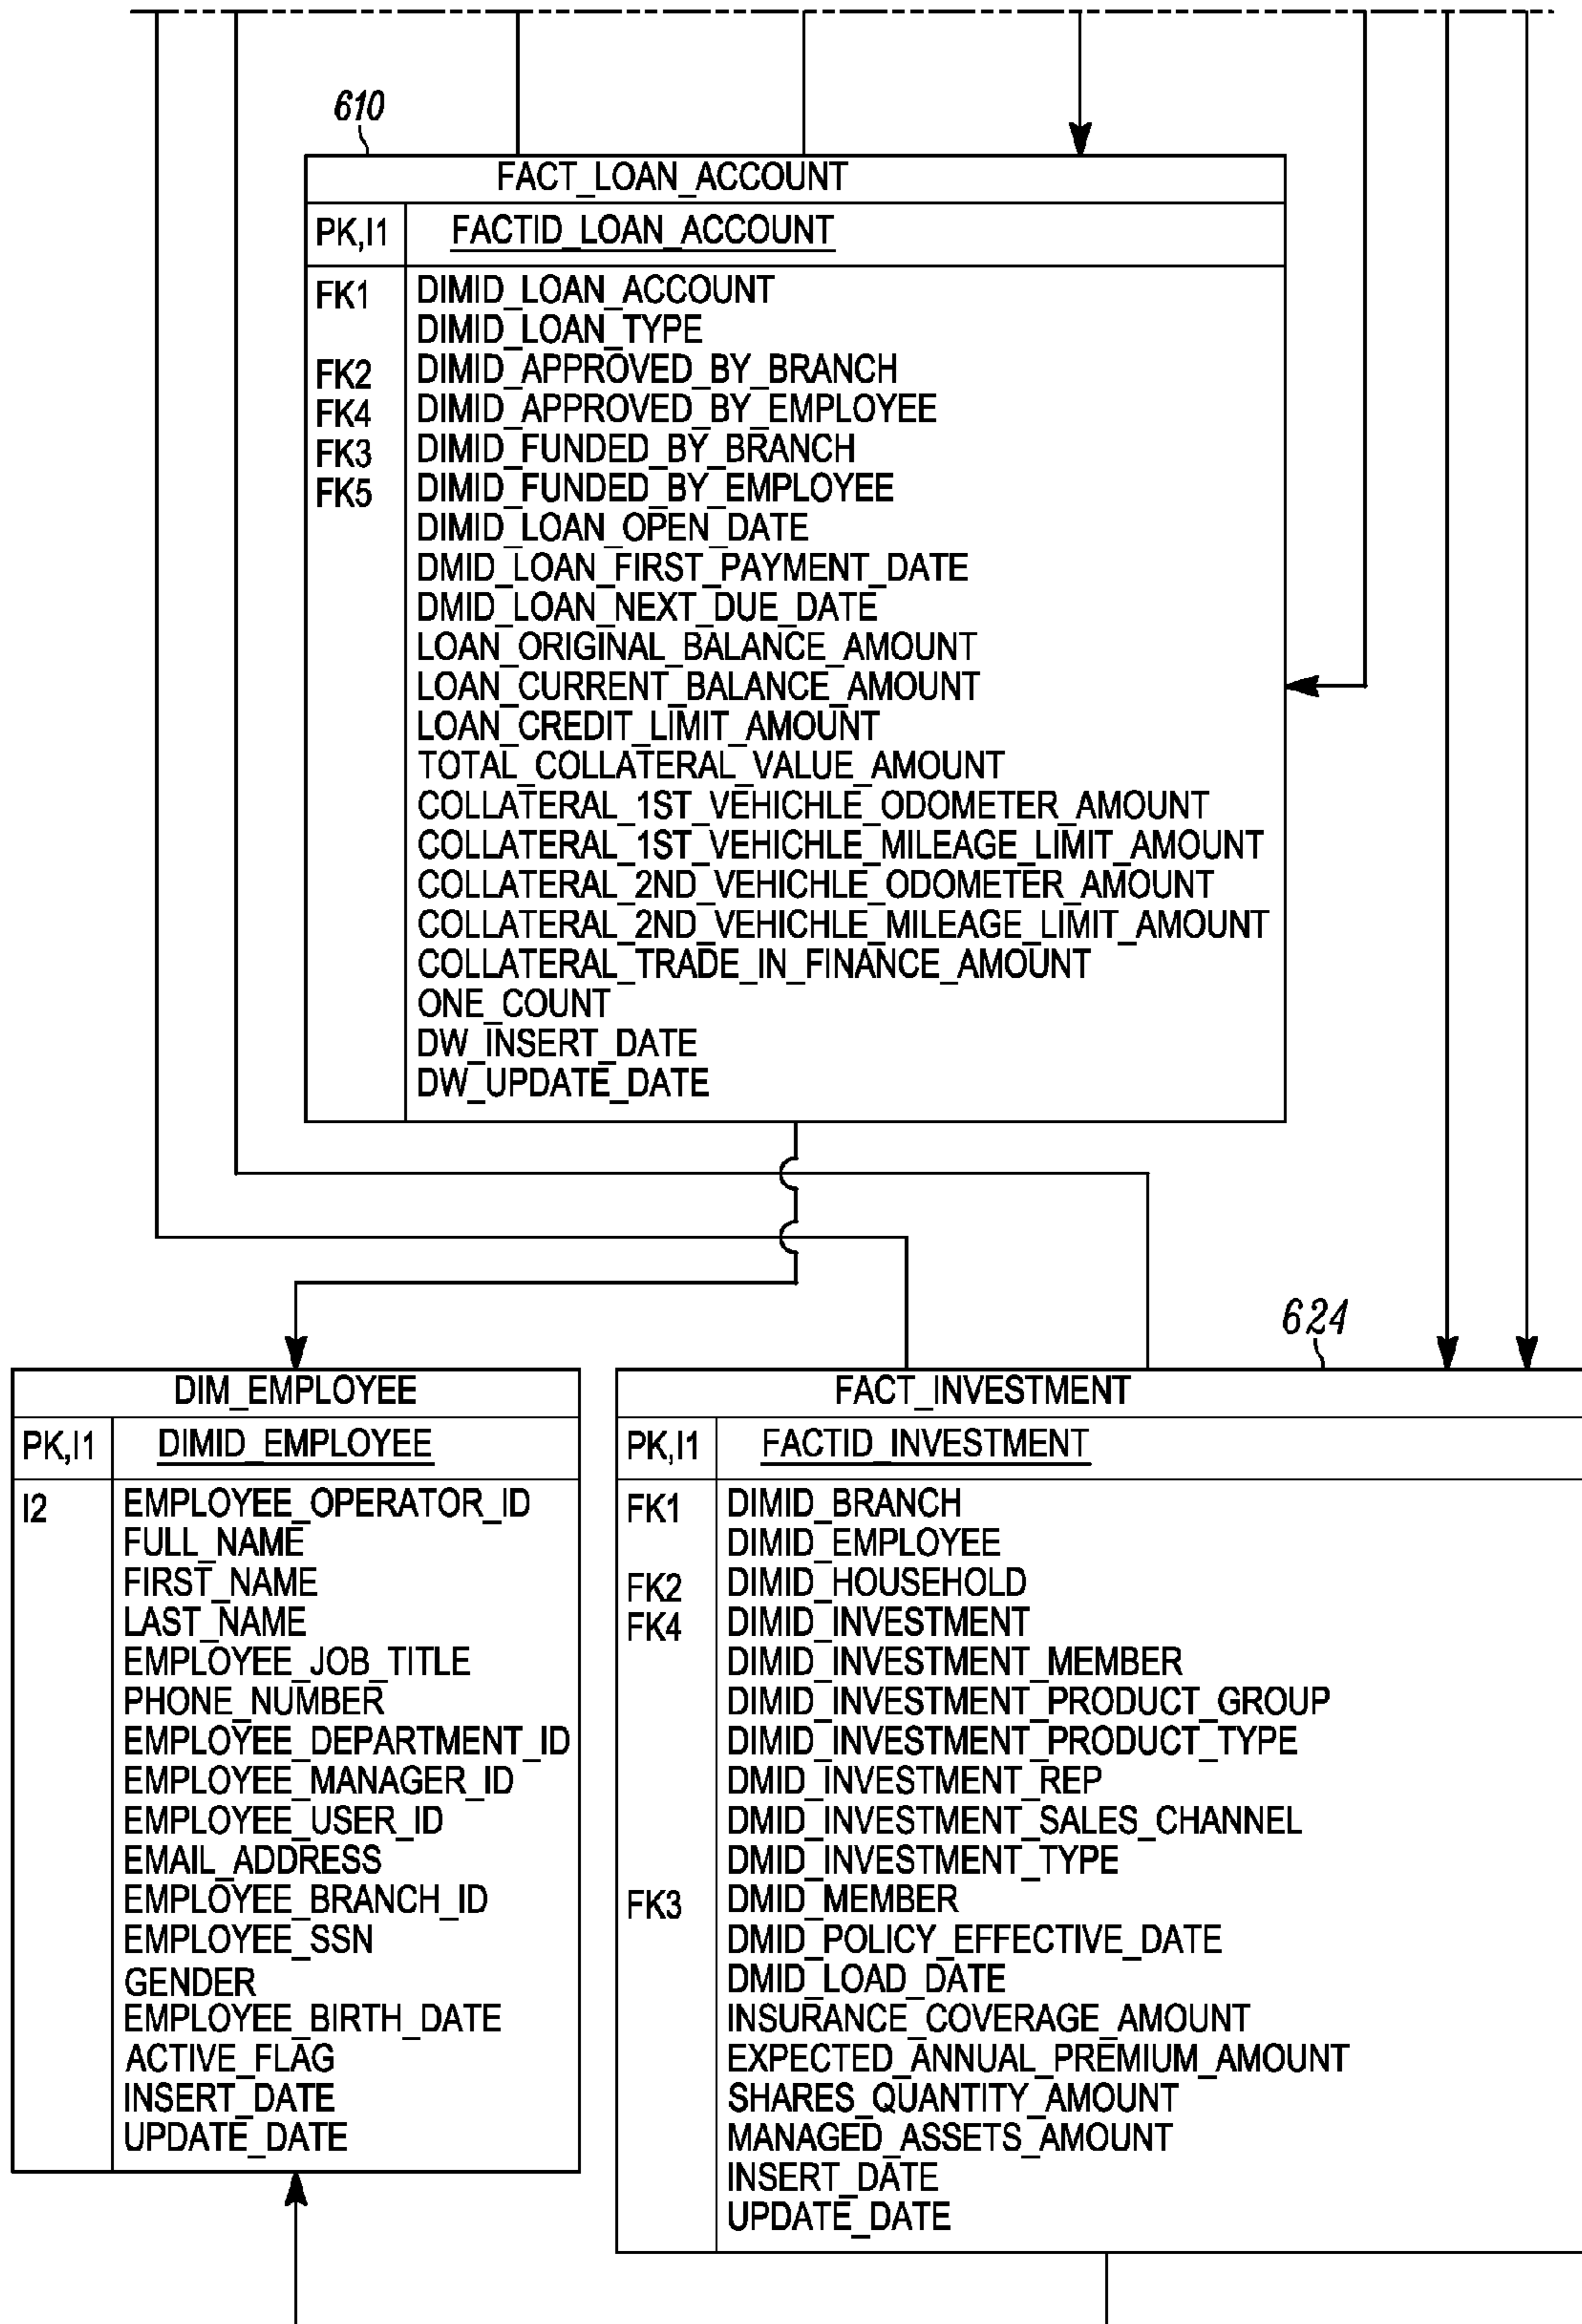 610
FACT_LOAN_ACCOUNT
PK,I1 FACTID_LOAN_ACCOUNT
FK1 DIMID_LOAN_ACCOUNT
DIMID_LOAN_TYPE
FK2 DIMID_APPROVED_BY_BRANCH
FK4 DIMID_APPROVED_BY_EMPLOYEE
FK3 DIMID_FUNDED_BY_BRANCH
FK5 DIMID_FUNDED_BY_EMPLOYEE
DIMID_LOAN_OPEN_DATE
DMID_LOAN_FIRST_PAYMENT_DATE
DMID_LOAN_NEXT_DUE_DATE
LOAN_ORIGINAL_BALANCE_AMOUNT
LOAN_CURRENT_BALANCE_AMOUNT
LOAN_CREDIT_LIMIT_AMOUNT
TOTAL_COLLATERAL_VALUE_AMOUNT
COLLATERAL_1ST_VEHICHLE_ODOMETER_AMOUNT
COLLATERAL_1ST_VEHICHLE_MILEAGE_LIMIT_AMOUNT
COLLATERAL_2ND_VEHICHLE_ODOMETER_AMOUNT
COLLATERAL_2ND_VEHICHLE_MILEAGE_LIMIT_AMOUNT
COLLATERAL_TRADE_IN_FINANCE_AMOUNT
ONE_COUNT
DW_INSERT_DATE
DW_UPDATE_DATE
DIM_EMPLOYEE
PK,I1 DIMID_EMPLOYEE
I2 EMPLOYEE_OPERATOR_ID
FULL_NAME
FIRST_NAME
LAST_NAME
EMPLOYEE_JOB_TITLE
PHONE_NUMBER
EMPLOYEE_DEPARTMENT_ID
EMPLOYEE_MANAGER_ID
EMPLOYEE_USER_ID
EMAIL_ADDRESS
EMPLOYEE_BRANCH_ID
EMPLOYEE_SSN
GENDER
EMPLOYEE_BIRTH_DATE
ACTIVE_FLAG
INSERT_DATE
UPDATE_DATE
624
FACT_INVESTMENT
PK,I1 FACTID_INVESTMENT
FK1 DIMID_BRANCH
DIMID_EMPLOYEE
FK2 DIMID_HOUSEHOLD
FK4 DIMID_INVESTMENT
DIMID_INVESTMENT_MEMBER
DIMID_INVESTMENT_PRODUCT_GROUP
DIMID_INVESTMENT_PRODUCT_TYPE
DMID_INVESTMENT_REP
DMID_INVESTMENT_SALES_CHANNEL
DMID_INVESTMENT_TYPE
FK3 DMID_MEMBER
DMID_POLICY_EFFECTIVE_DATE
DMID_LOAD_DATE
INSURANCE_COVERAGE_AMOUNT
EXPECTED_ANNUAL_PREMIUM_AMOUNT
SHARES_QUANTITY_AMOUNT
MANAGED_ASSETS_AMOUNT
INSERT_DATE
UPDATE_DATE